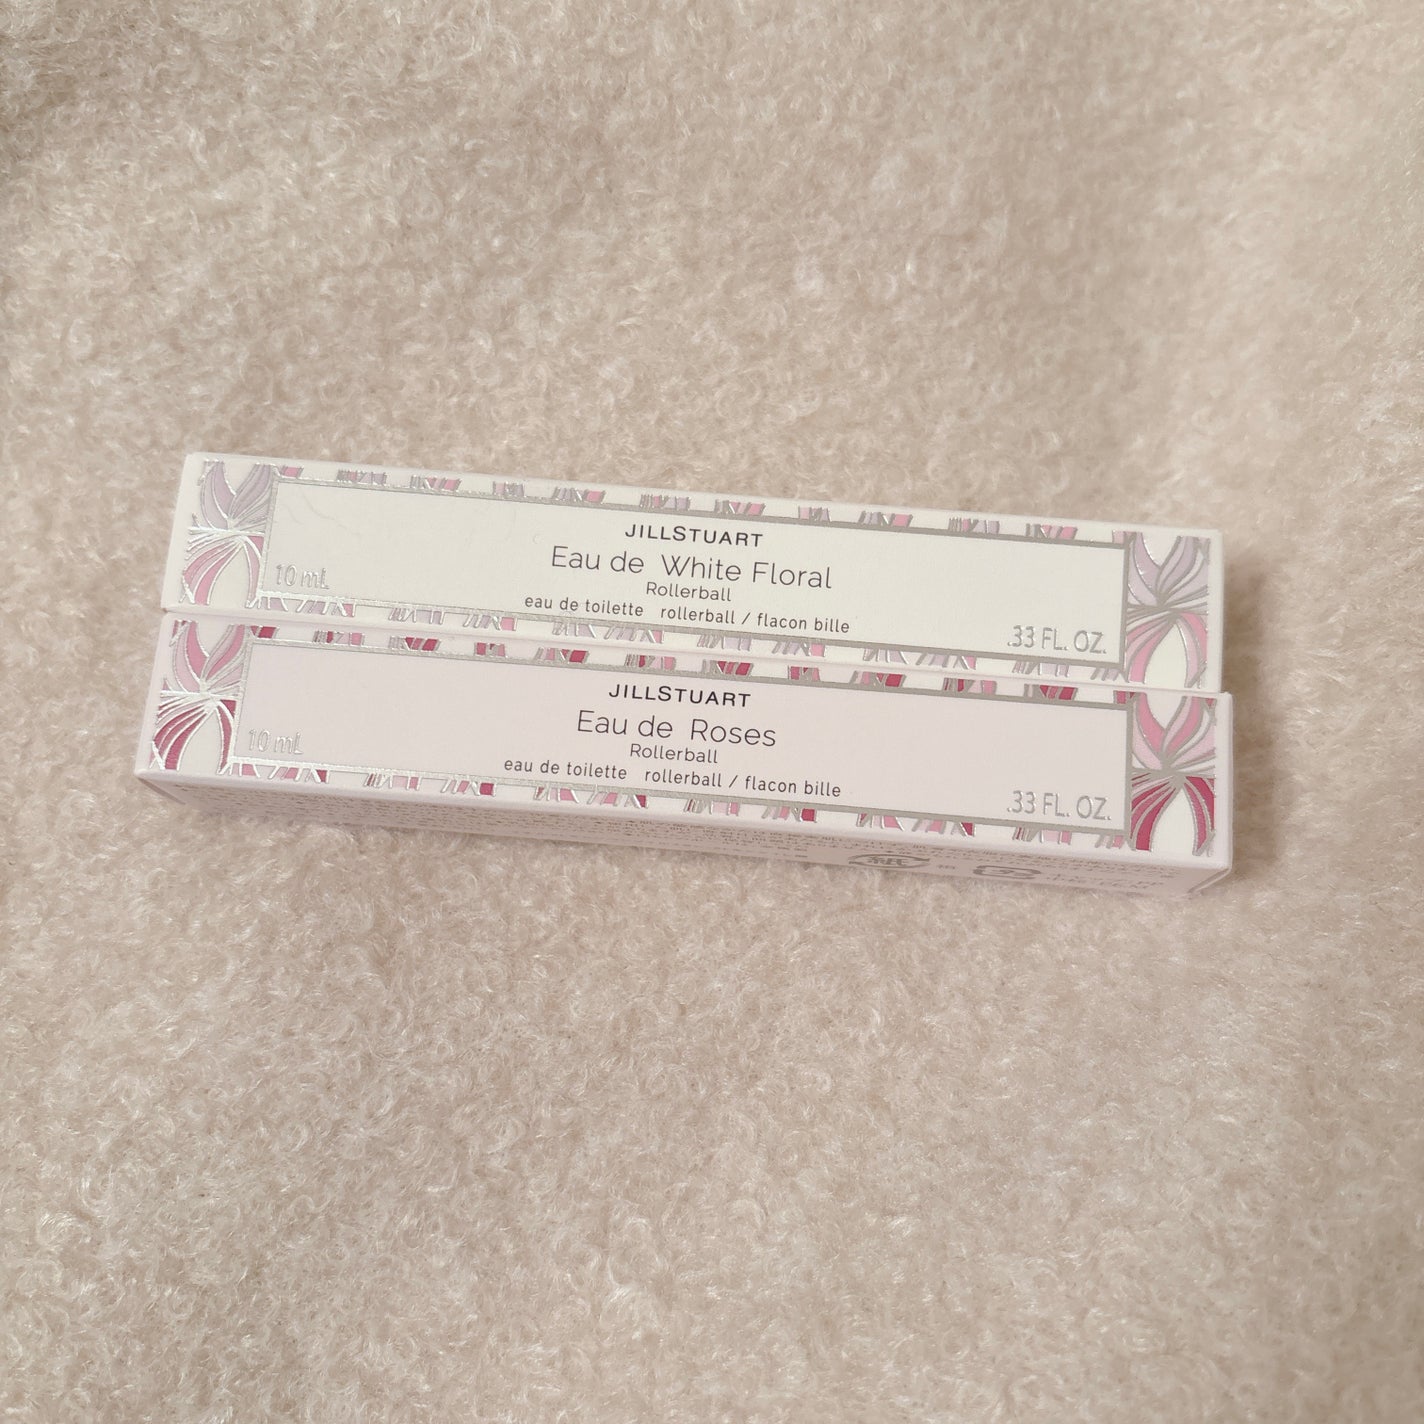 JILLSTUART
Eau de White Floral
Rollerball
eau de toilette rollerball / flacon bille
10 mL
.33 FL. OZ.
JILLSTUART
Eau de Roses
Rollerball
eau de toilette rollerball / flacon bille
10 mL
.33 FL. OZ.
紙